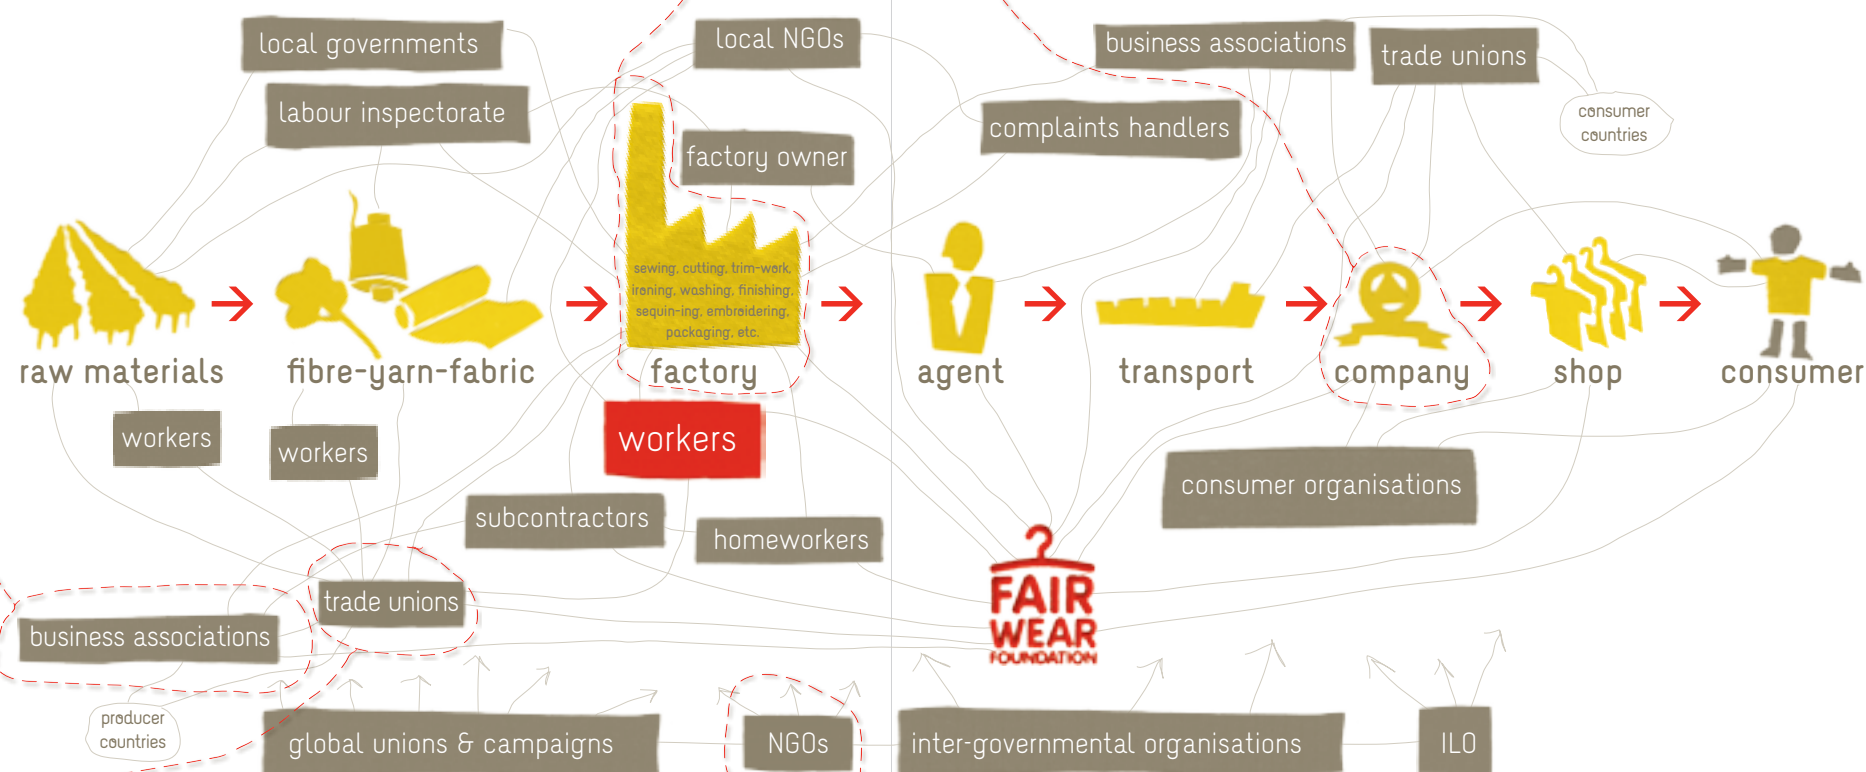 local governments
local NGOs
business associations
trade unions
labour inspectorate
complaints handlers
consumer
countries
factory owner
sewing, cutting, trim-work,
ironing, washing, finishing,
sequin-ing, embroidering,
packaging, etc.
raw materials
fibre-yarn-fabric
factory
agent
transport
company
shop
consumer
workers
workers
workers
consumer organisations
subcontractors
homeworkers
FAIR
WEAR
FOUNDATION
trade unions
business associations
producer
countries
global unions & campaigns
NGOs
inter-governmental organisations
ILO